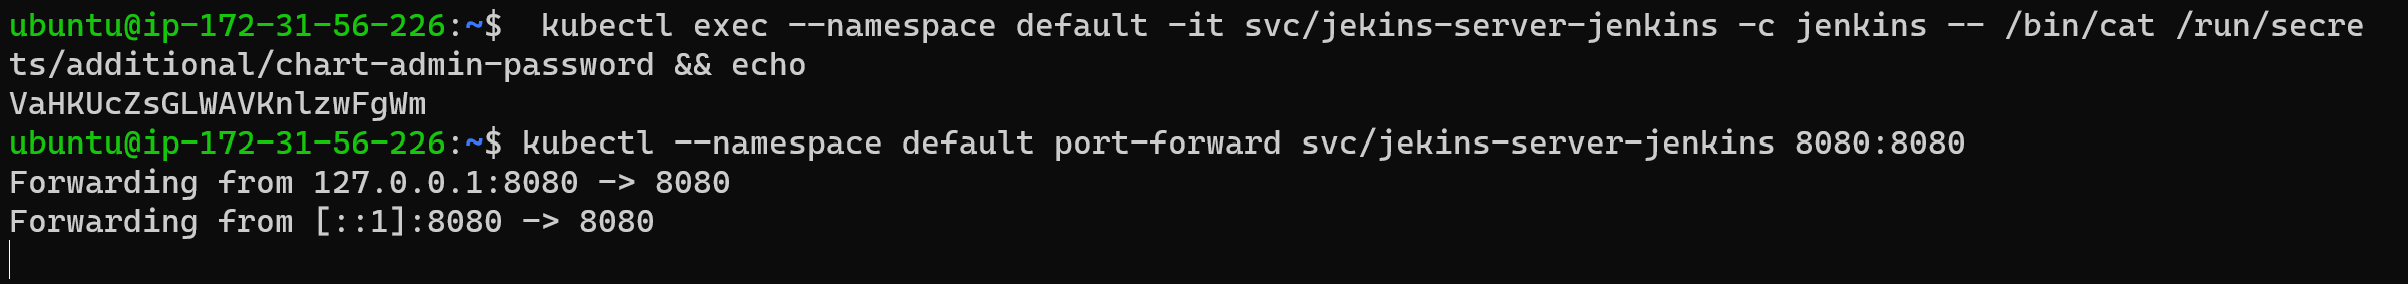 ubuntu@ip-172-31-56-226:~$  kubectl exec --namespace default -it svc/jekins-server-jenkins -c jenkins -- /bin/cat /run/secre
ts/additional/chart-admin-password && echo
VaHKUcZsGLWAVKnlzwFgWm
ubuntu@ip-172-31-56-226:~$ kubectl --namespace default port-forward svc/jekins-server-jenkins 8080:8080
Forwarding from 127.0.0.1:8080 -> 8080
Forwarding from [::1]:8080 -> 8080